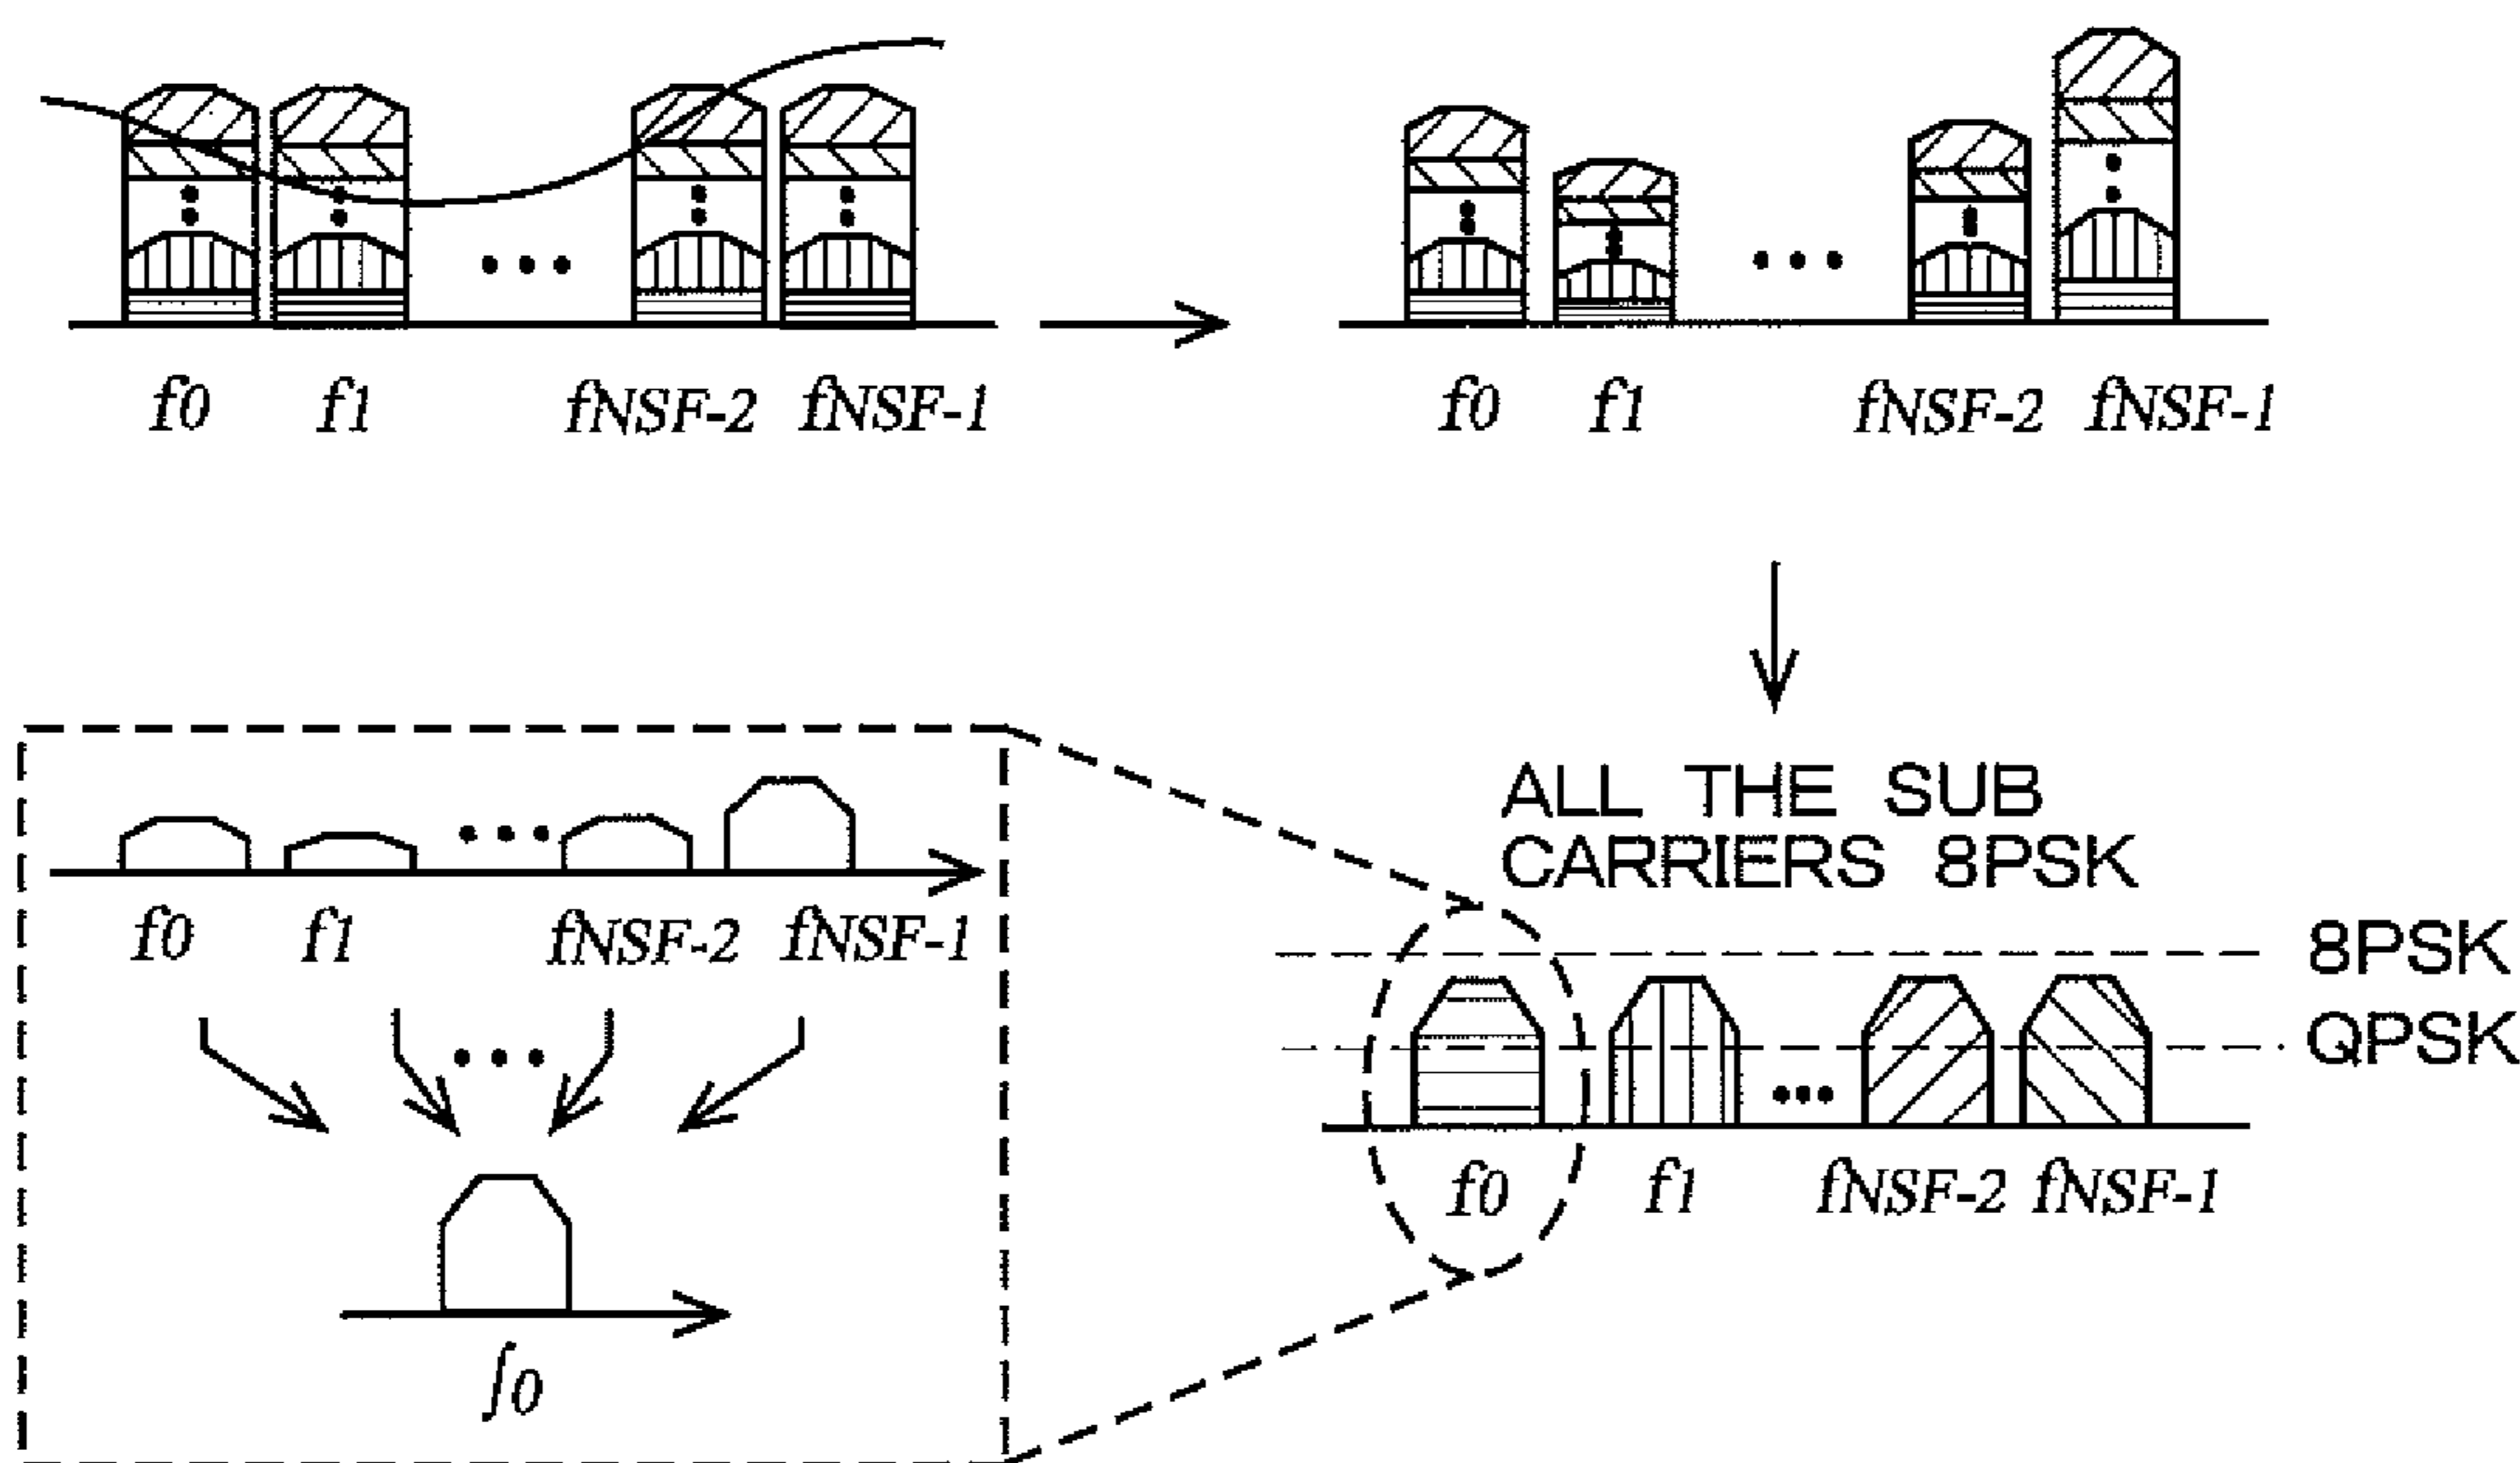 f0 f1 fNSF-2 fNSF-1
f0 f1 fNSF-2 fNSF-1
ALL THE SUB
CARRIERS 8PSK
f0 f1 fNSF-2 fNSF-1
8PSK
QPSK
f0 f1 fNSF-2 fNSF-1
f0